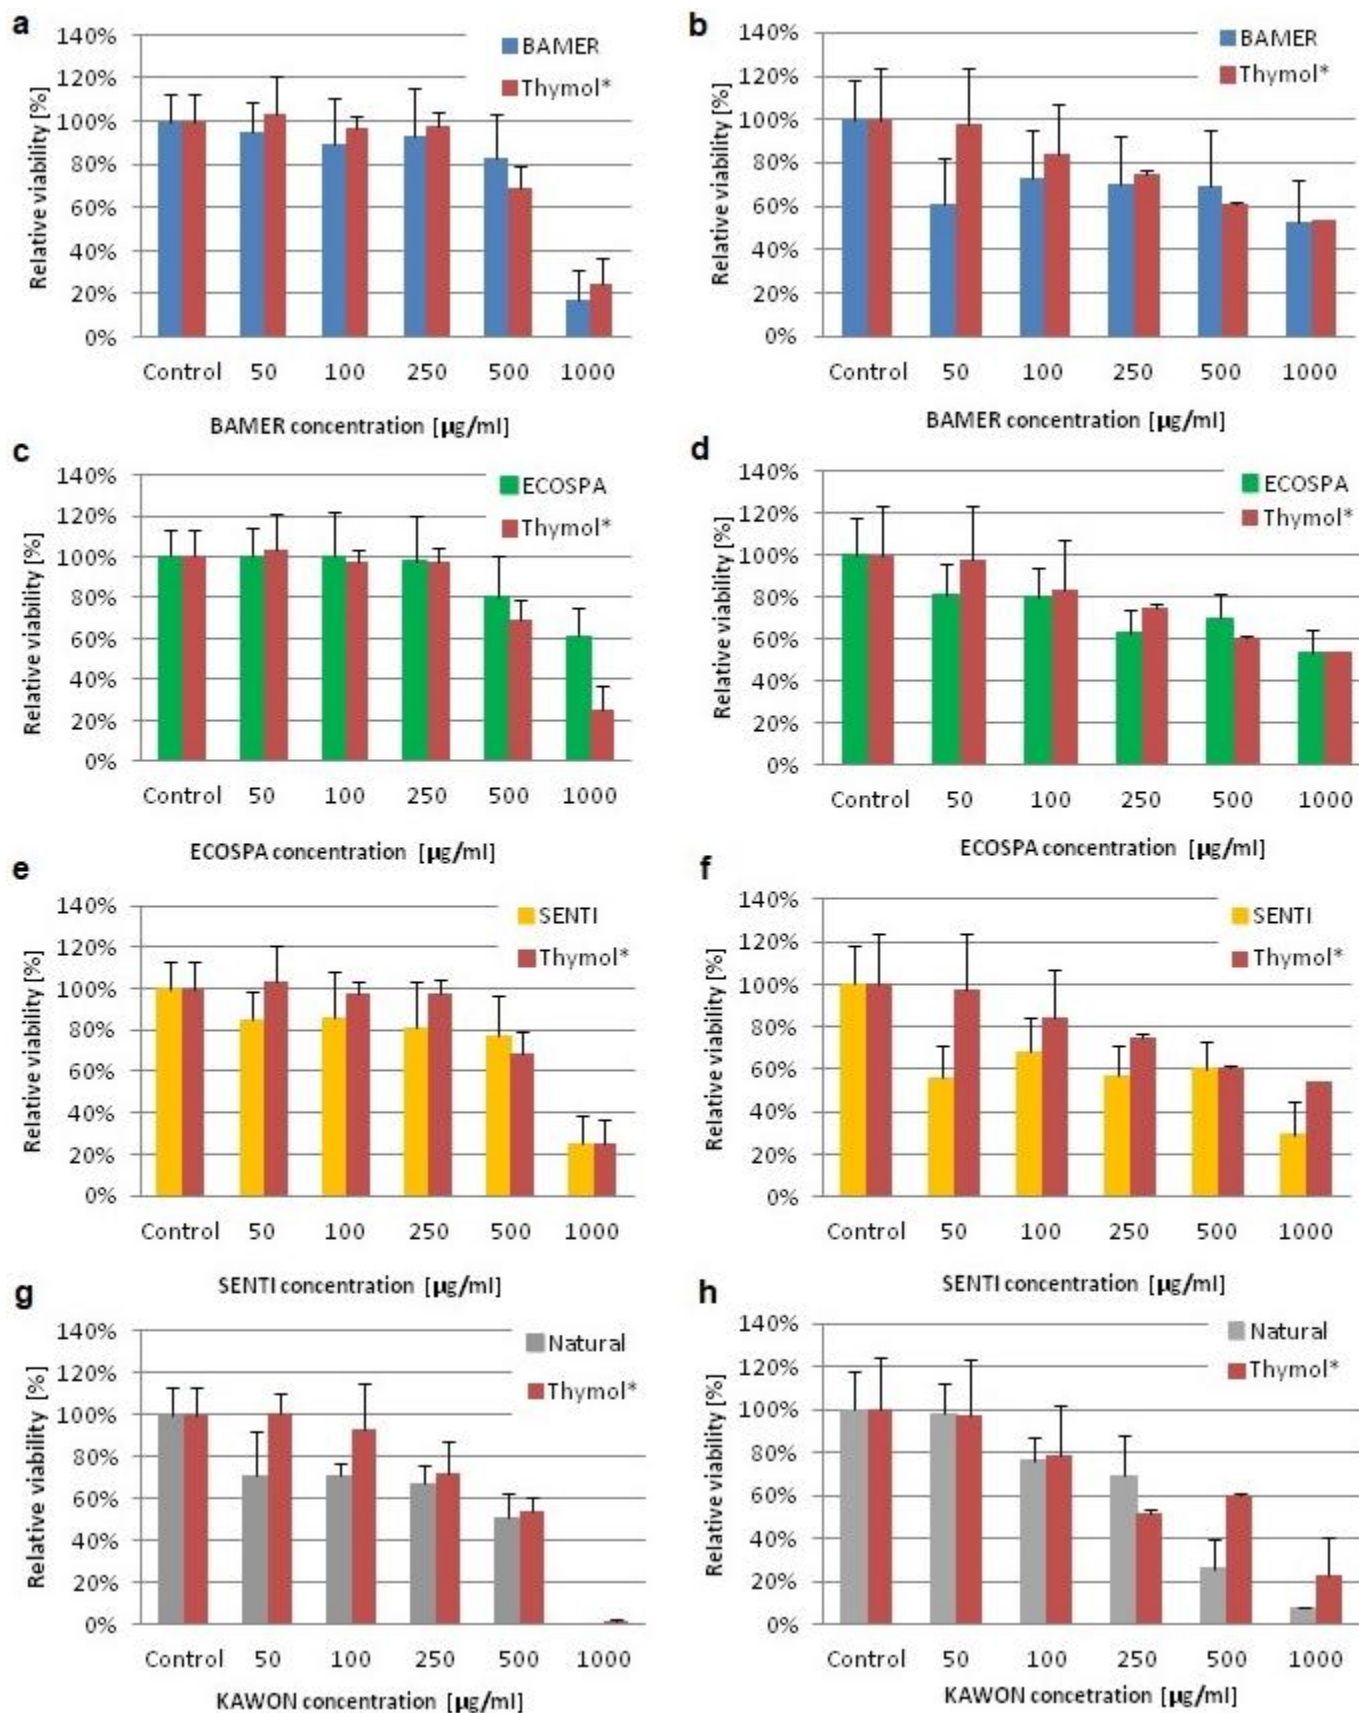 a
140%
120%
100%
80%
60%
40%
20%
0%
Relative viability [%]
BAMER
Thymol*
Control 50 100 250 500 1000
BAMER concentration [µg/ml]
b
140%
120%
100%
80%
60%
40%
20%
0%
Relative viability [%]
BAMER
Thymol*
Control 50 100 250 500 1000
BAMER concentration [µg/ml]
c
140%
120%
100%
80%
60%
40%
20%
0%
Relative viability [%]
ECOSPA
Thymol*
Control 50 100 250 500 1000
ECOSPA concentration [µg/ml]
d
140%
120%
100%
80%
60%
40%
20%
0%
Relative viability [%]
ECOSPA
Thymol*
Control 50 100 250 500 1000
ECOSPA concentration [µg/ml]
e
140%
120%
100%
80%
60%
40%
20%
0%
Relative viability [%]
SENTI
Thymol*
Control 50 100 250 500 1000
SENTI concentration [µg/ml]
f
140%
120%
100%
80%
60%
40%
20%
0%
Relative viability [%]
SENTI
Thymol*
Control 50 100 250 500 1000
SENTI concentration [µg/ml]
g
140%
120%
100%
80%
60%
40%
20%
0%
Relative viability [%]
Natural
Thymol*
Control 50 100 250 500 1000
KAWON concetration [µg/ml]
h
140%
120%
100%
80%
60%
40%
20%
0%
Relative viability [%]
Natural
Thymol*
Control 50 100 250 500 1000
KAWON concetration [µg/ml]